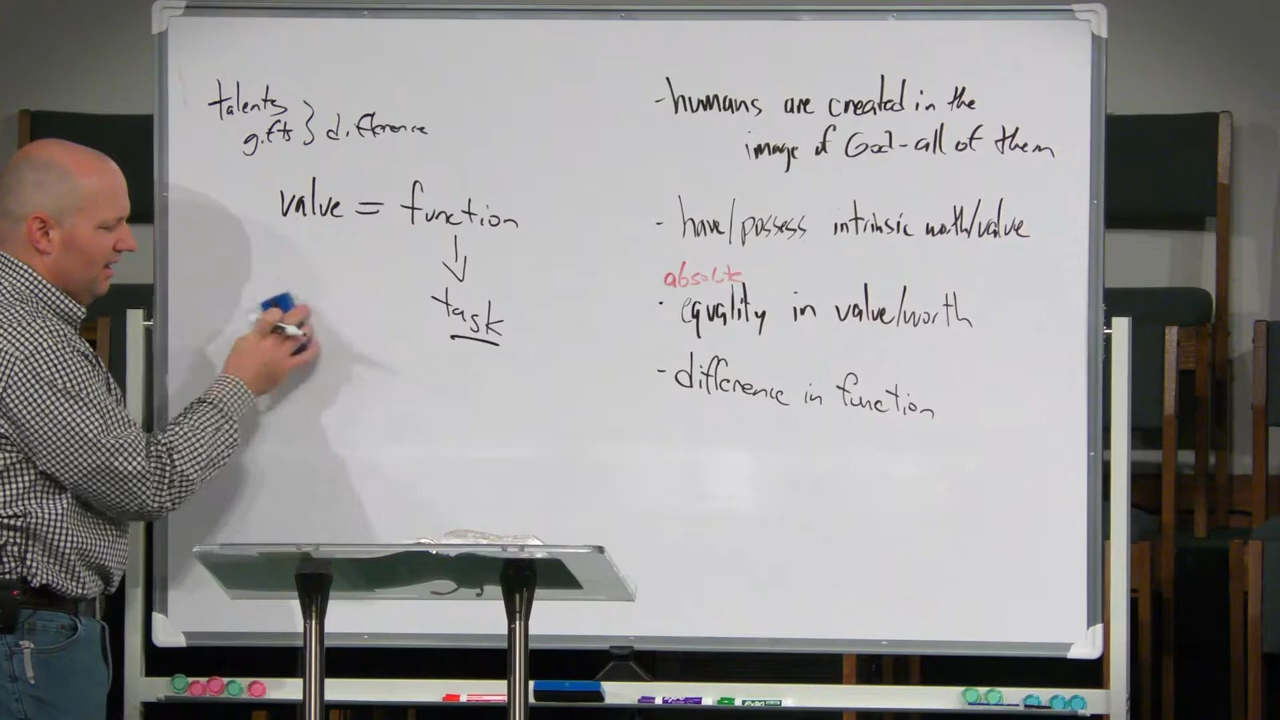 talents
gifts } difference
value = function
↓
task
- humans are created in the
image of God - all of them
- have/possess intrinsic worth/value
absolute
· equality in value/worth
- difference in function
EXPO